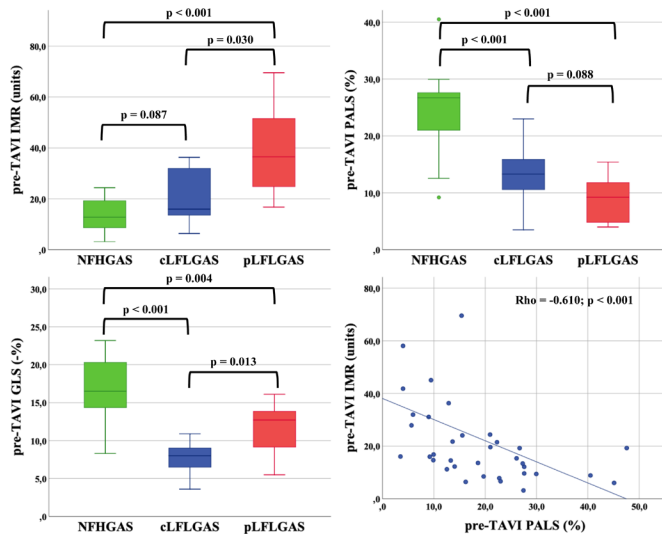 p < 0.001
p = 0.030
p = 0.087
pre-TAVI IMR (units)
80,0
60,0
40,0
20,0
,0
NFHGAS cLFLGAS pLFLGAS
p < 0.001
p < 0.001
p = 0.088
pre-TAVI PALS (%)
40,0
30,0
20,0
10,0
,0
NFHGAS cLFLGAS pLFLGAS
p = 0.004
p < 0.001
p = 0.013
pre-TAVI GLS (-%)
30,0
25,0
20,0
15,0
10,0
5,0
,0
NFHGAS cLFLGAS pLFLGAS
Rho = -0.610; p < 0.001
pre-TAVI IMR (units)
80,0
60,0
40,0
20,0
,0
,0 10,0 20,0 30,0 40,0 50,0
pre-TAVI PALS (%)